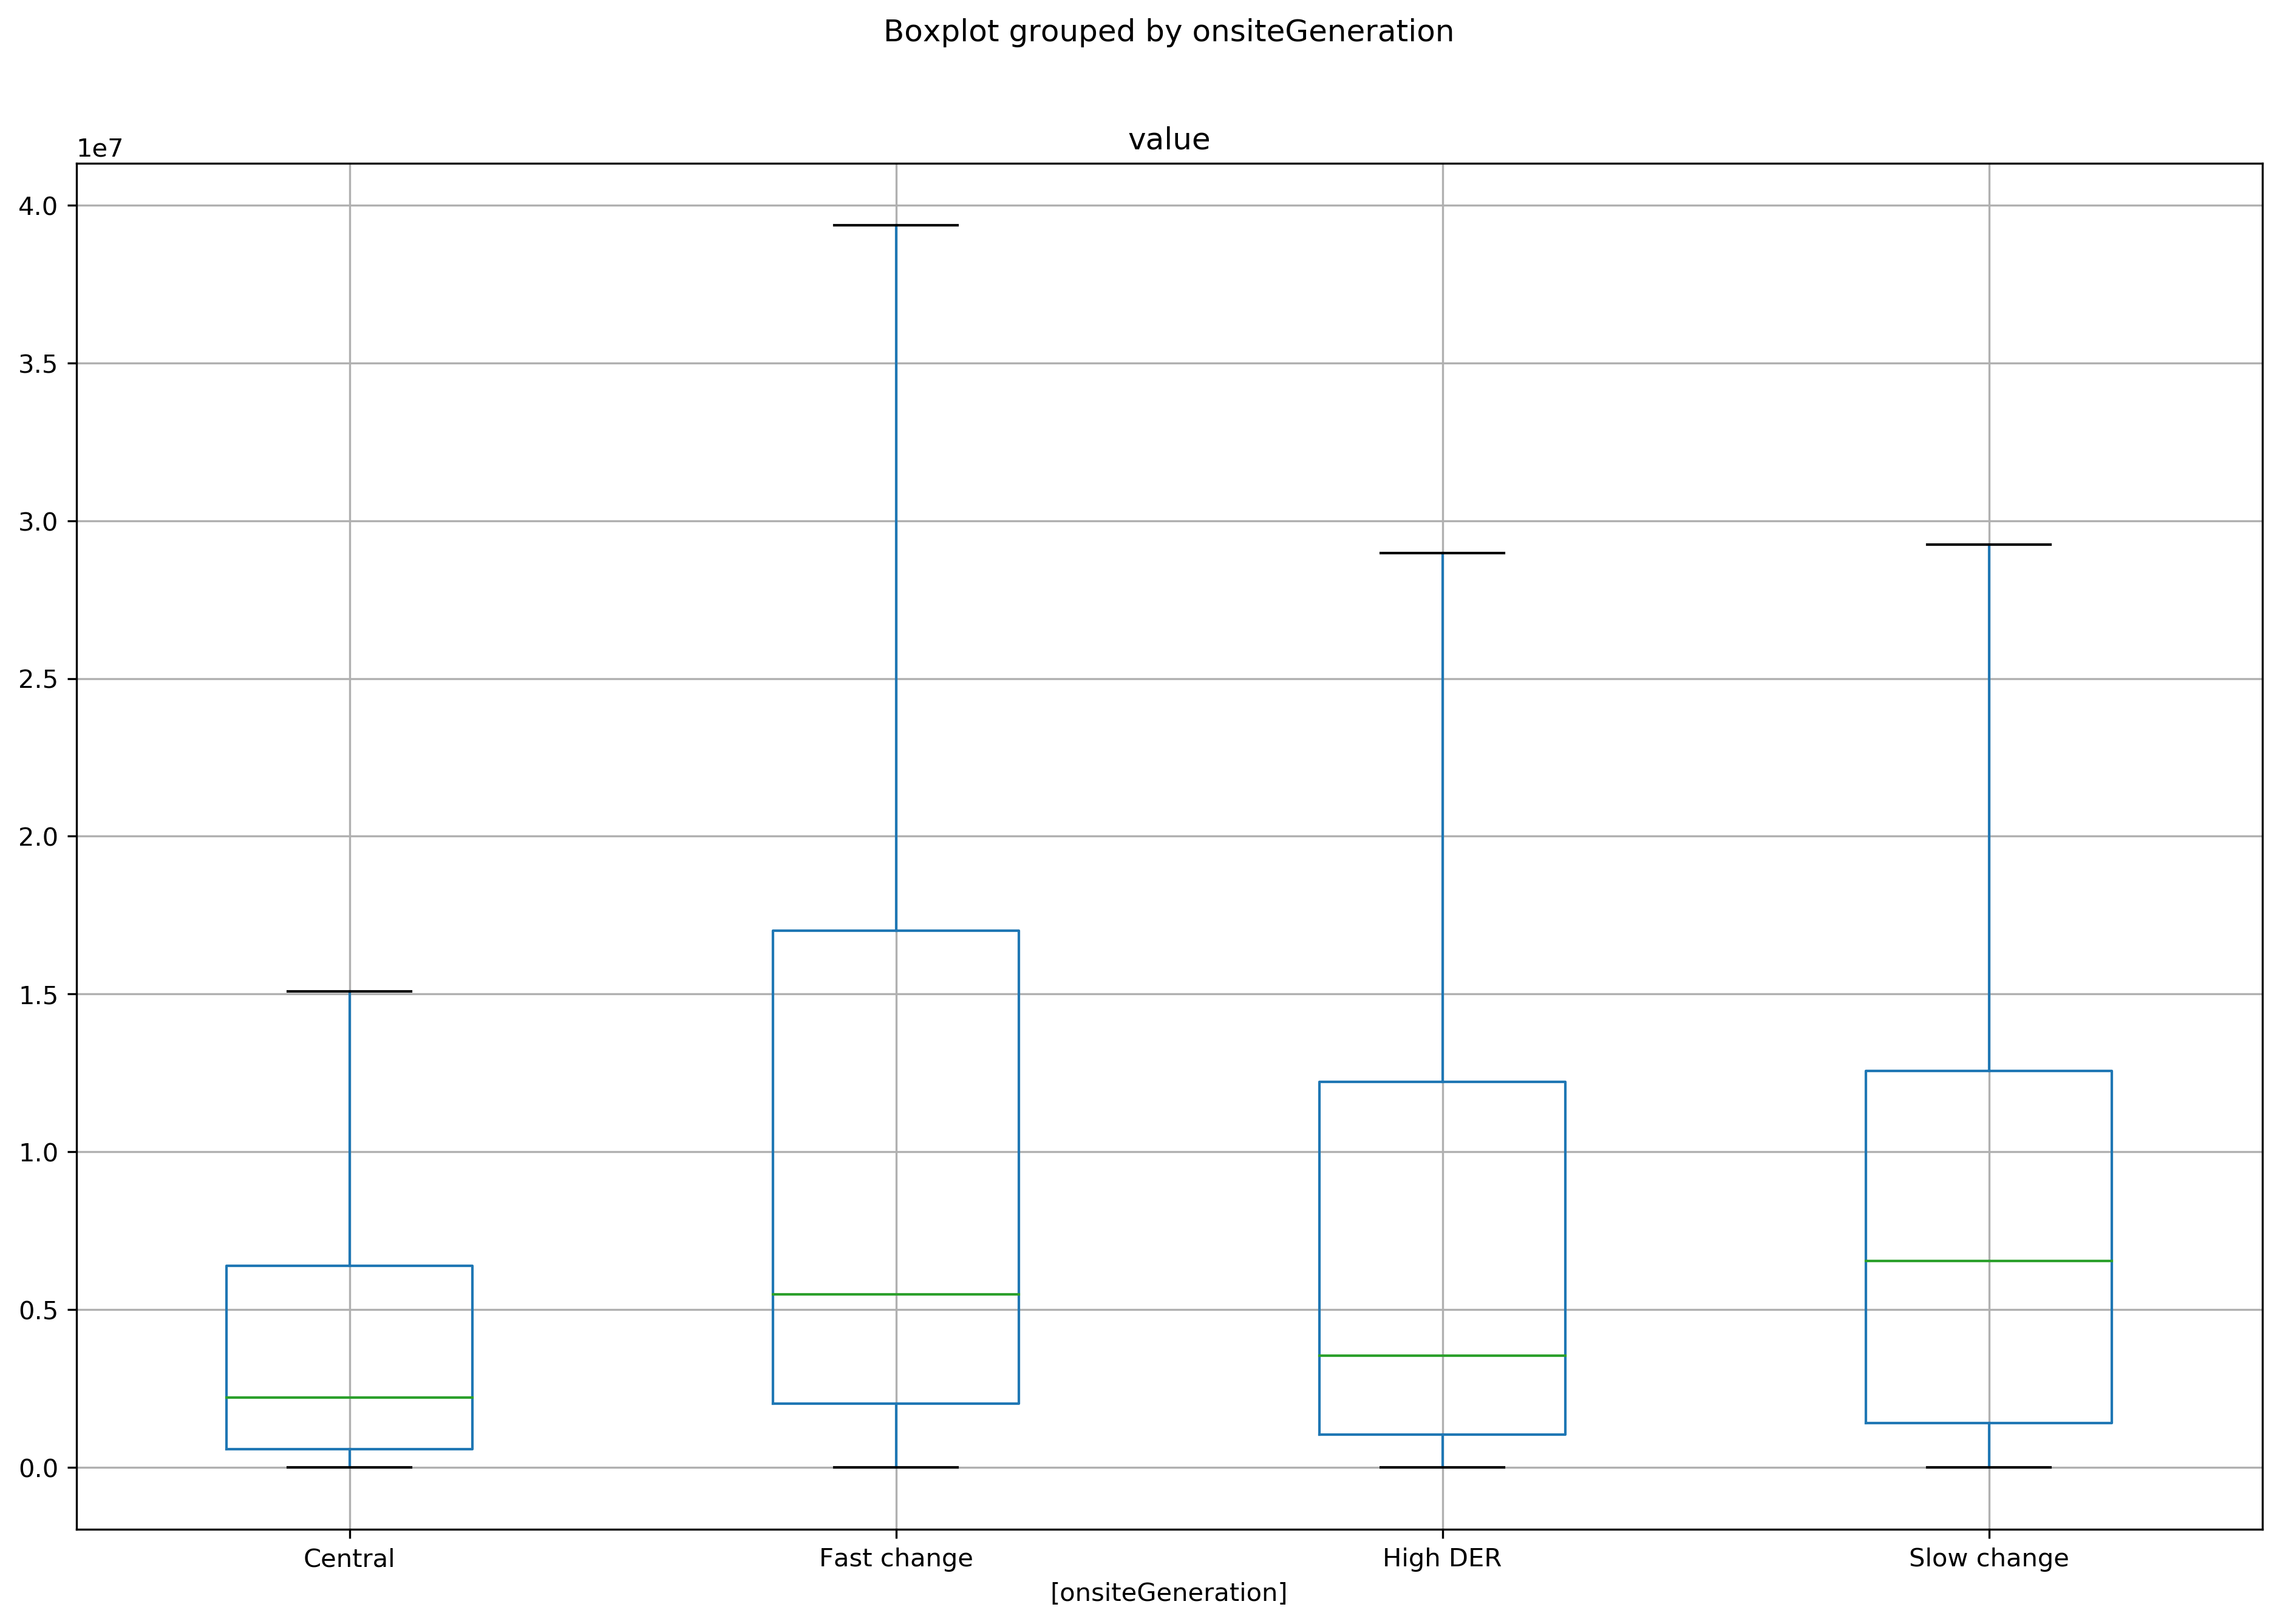 Boxplot grouped by onsiteGeneration
value
1e7
4.0
3.5
3.0
2.5
2.0
1.5
1.0
0.5
0.0
Central Fast change High DER Slow change
[onsiteGeneration]